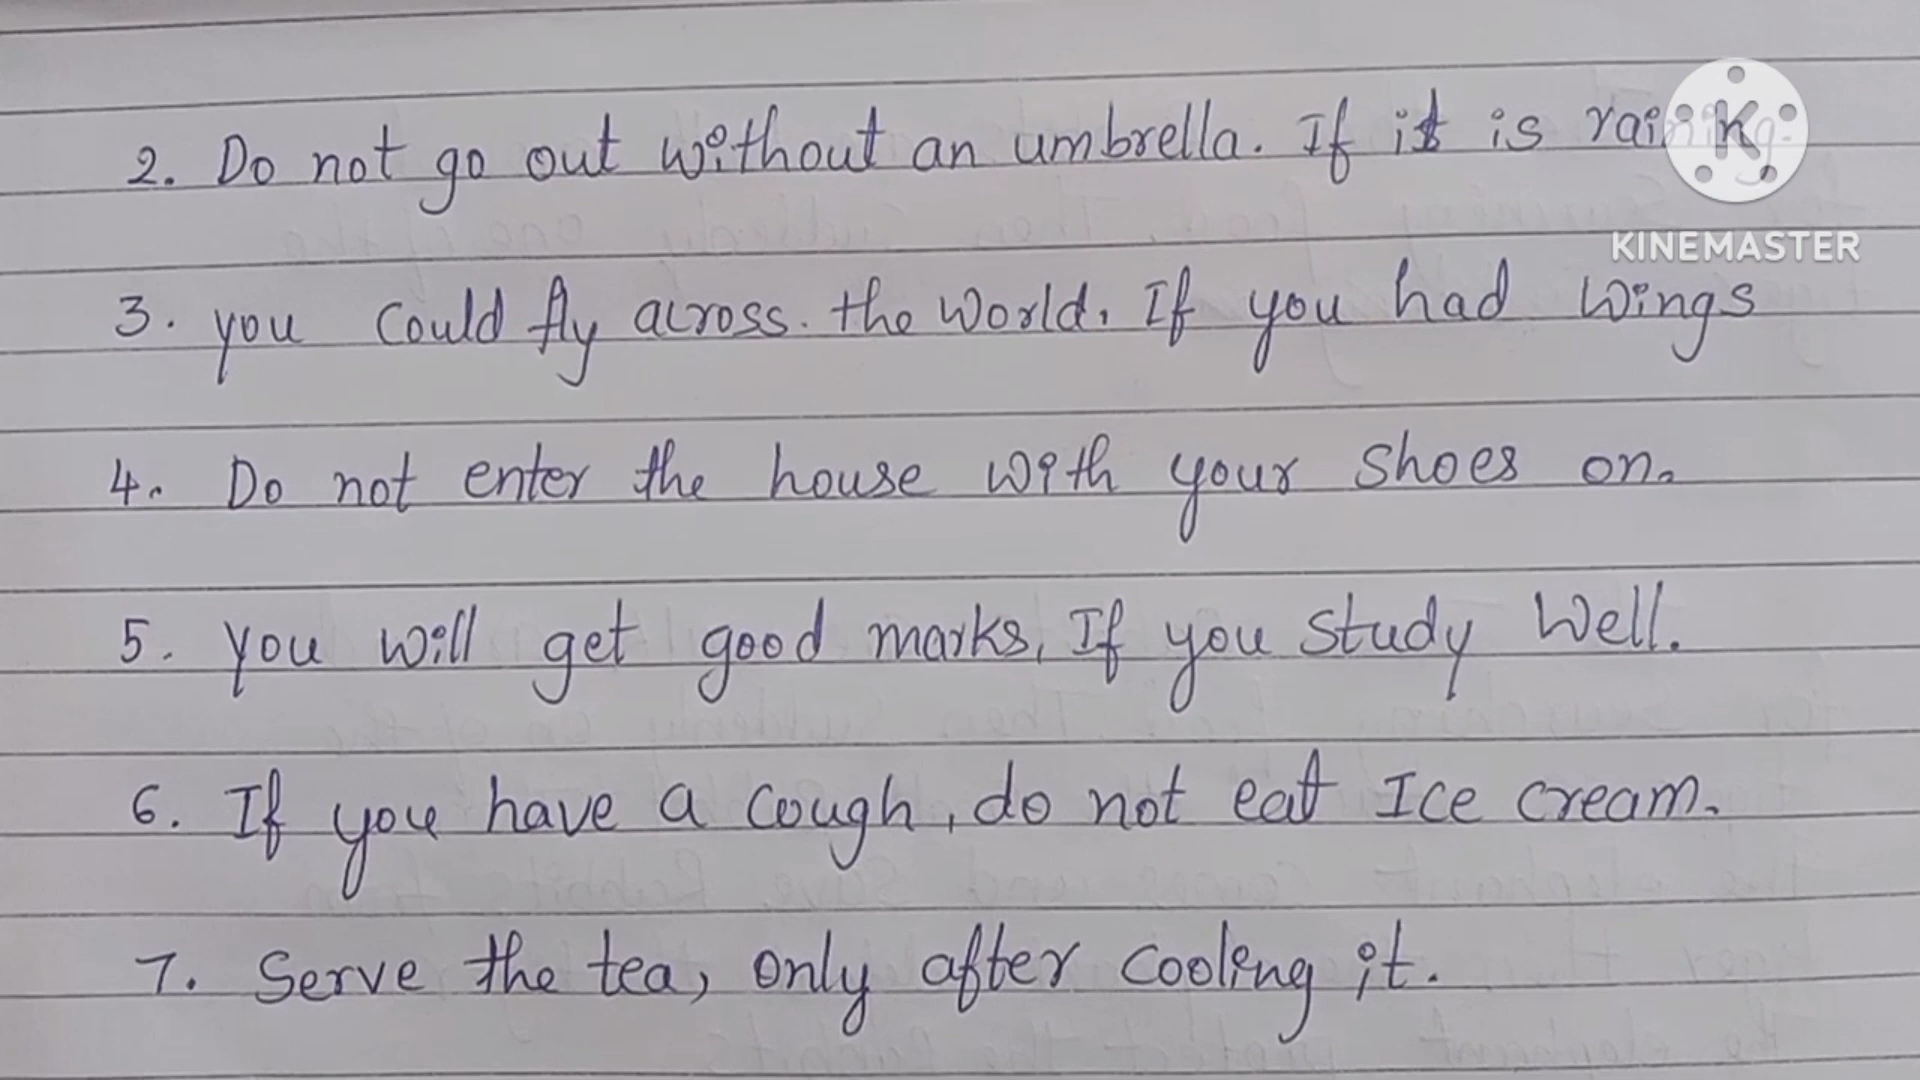 2. Do not go out without an umbrella. If it is raining.
KINEMASTER
3. you could fly across. the world. If you had wings
4. Do not enter the house with your shoes on.
5. you will get good marks, If you study well.
6. If you have a cough, do not eat Ice cream.
7. Serve the tea, only after cooling it.